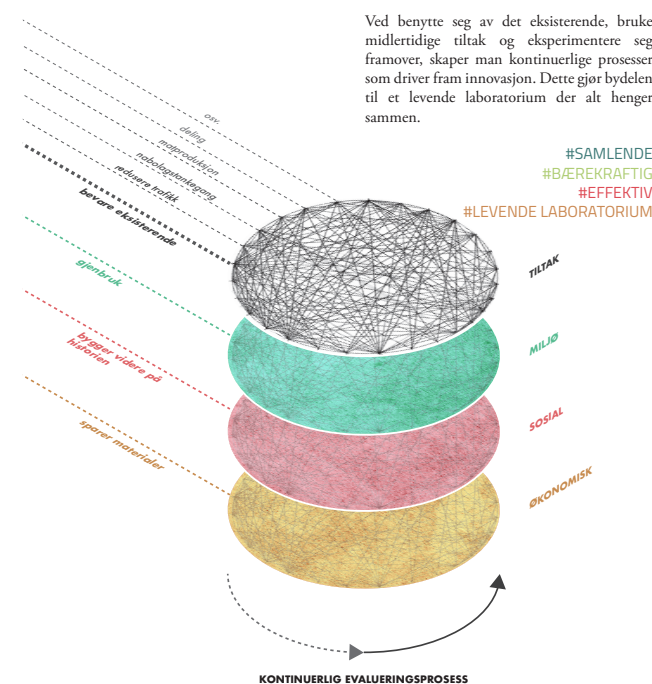 Ved benytte seg av det eksisterende, bruke
midlertidige tiltak og eksperimentere seg
framover, skaper man kontinuerlige prosesser
som driver fram innovasjon. Dette gjør bydelen
til et levende laboratorium der alt henger
sammen.
#SAMLENDE
#BÆREKRAFTIG
#EFFEKTIV
#LEVENDE LABORATORIUM
osv.
deling
matproduksjon
nabolagstankegang
redusere trafikk
bevare eksisterende
gjenbruk
bygger videre på
historien
sparer materialer
TILTAK
MILJØ
SOSIAL
ØKONOMISK
KONTINUERLIG EVALUERINGSPROSESS